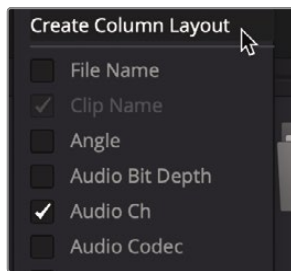 Create Column Layout
File Name
Clip Name
Angle
Audio Bit Depth
Audio Ch
Audio Codec